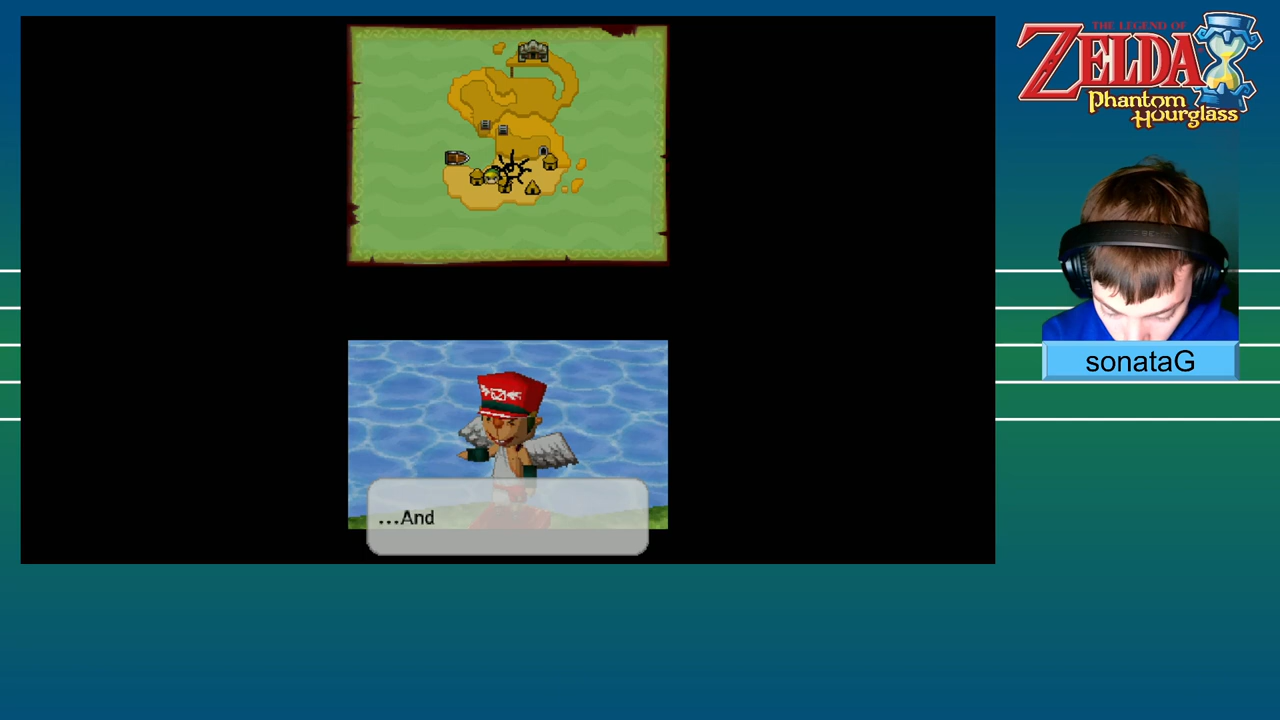 THE LEGEND OF
ZELDA
Phantom
Hourglass
sonataG
...And